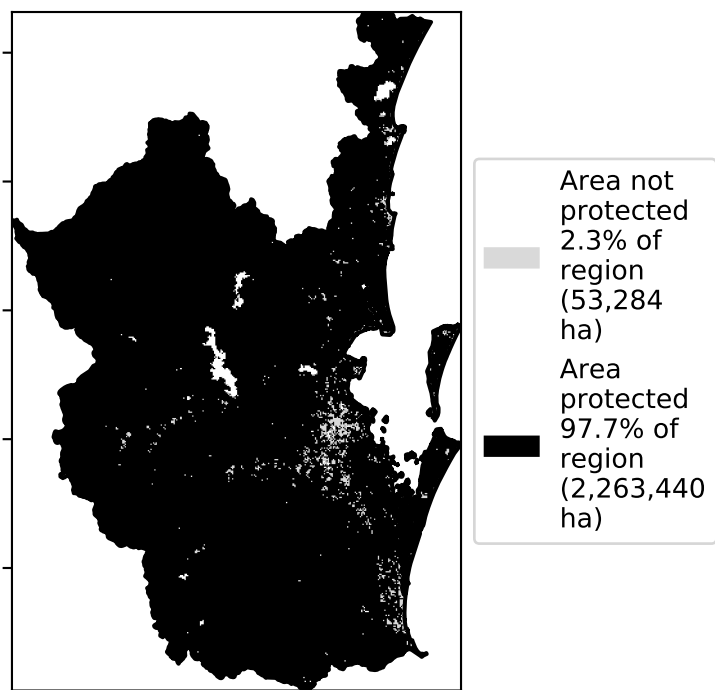 Area not
protected
2.3% of
region
(53,284
ha)
Area
protected
97.7% of
region
(2,263,440
ha)